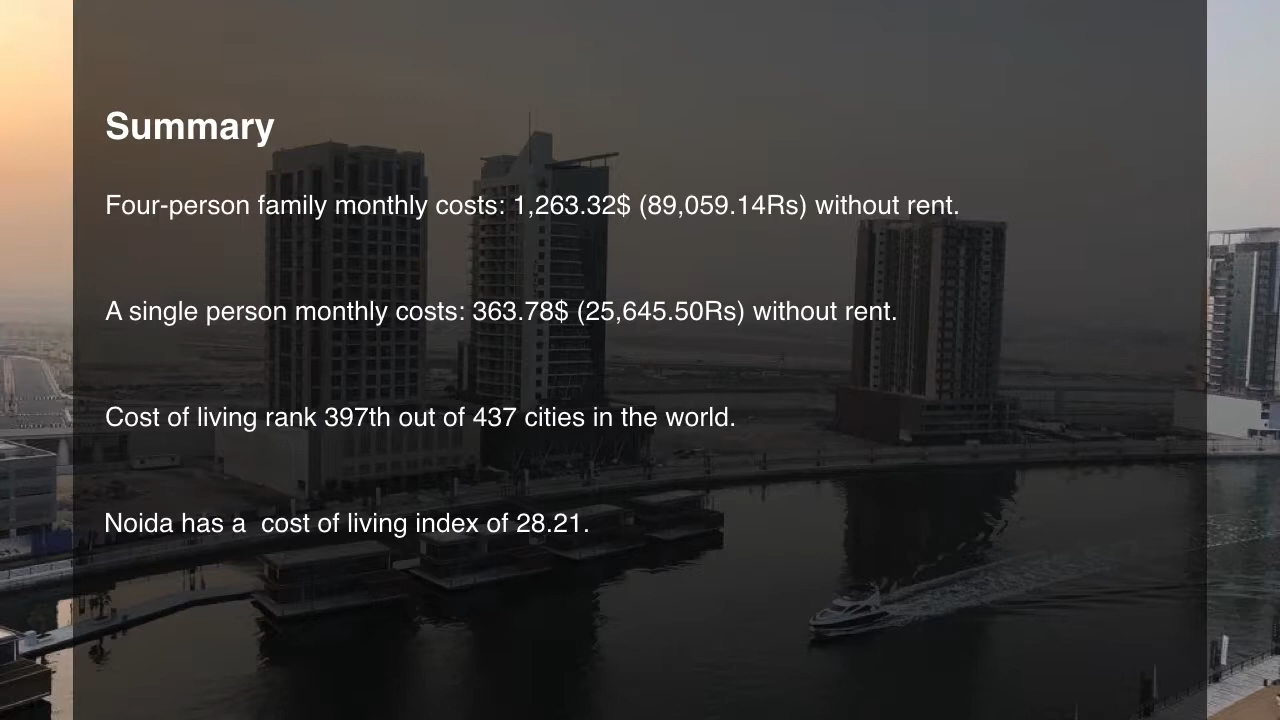 Summary
Four-person family monthly costs: 1,263.32$ (89,059.14Rs) without rent.
A single person monthly costs: 363.78$ (25,645.50Rs) without rent.
Cost of living rank 397th out of 437 cities in the world.
Noida has a  cost of living index of 28.21.